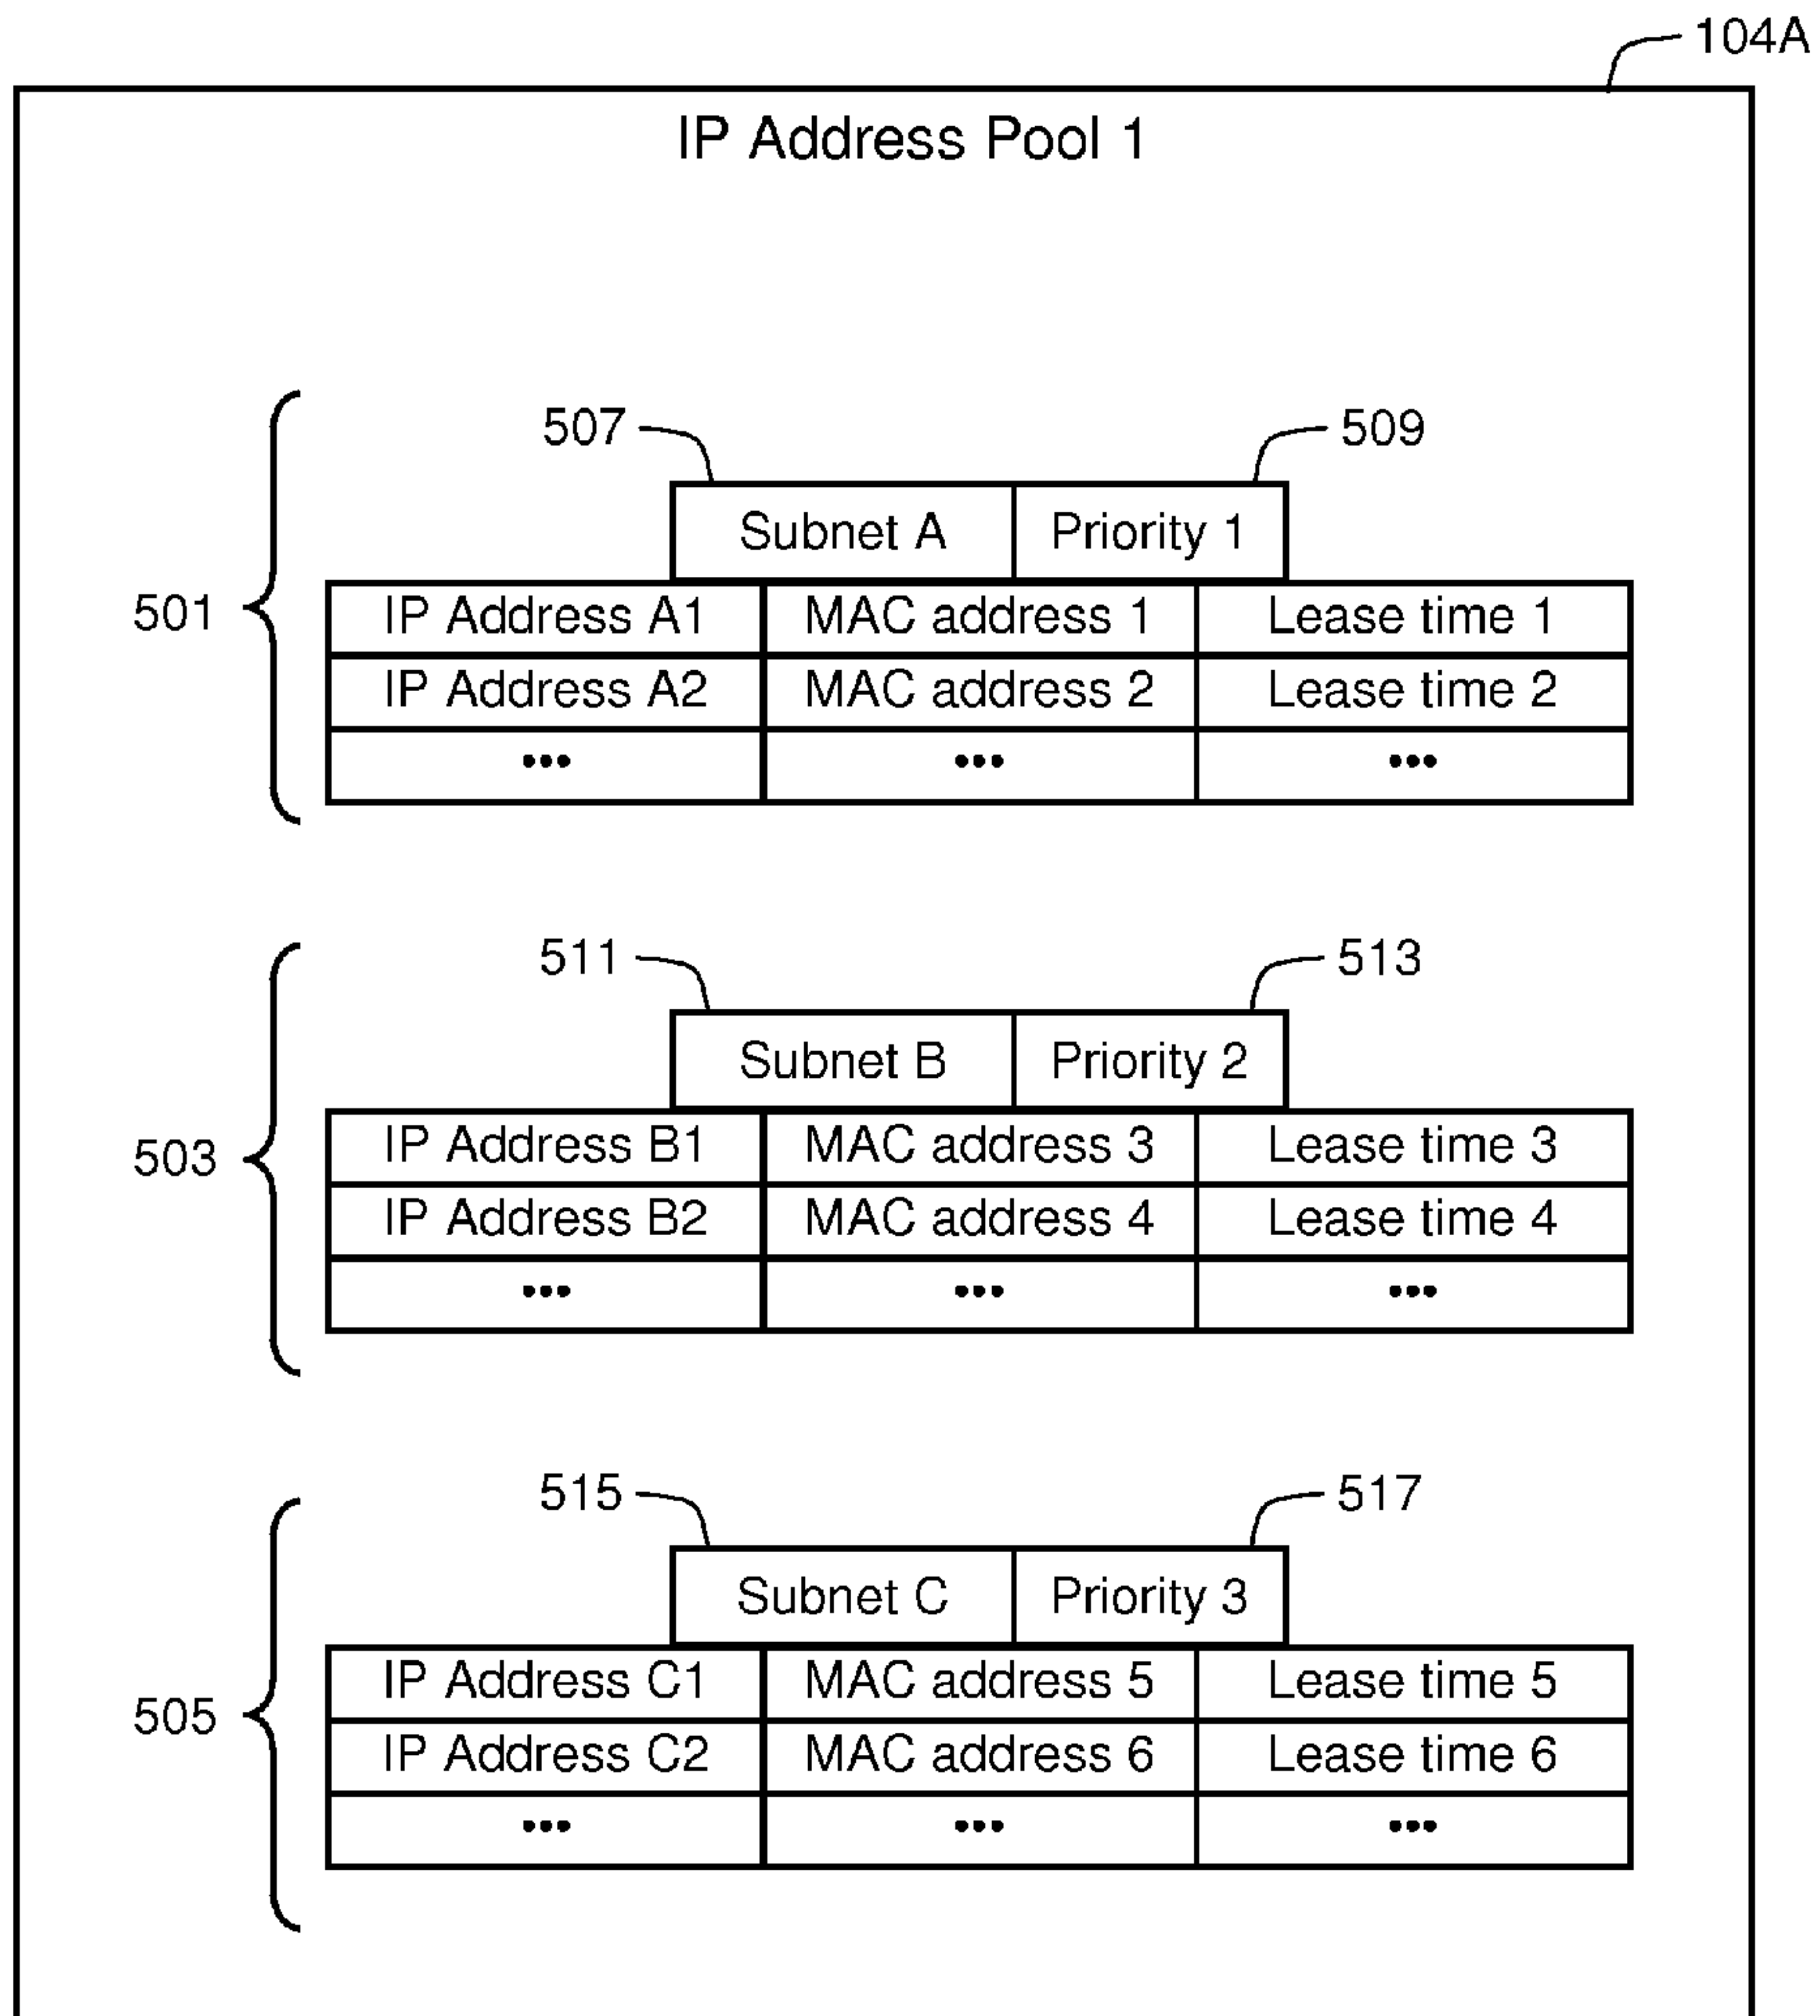 104A
IP Address Pool 1
507 509
Subnet A Priority 1
501
IP Address A1 MAC address 1 Lease time 1
IP Address A2 MAC address 2 Lease time 2
••• ••• •••
511 513
Subnet B Priority 2
503
IP Address B1 MAC address 3 Lease time 3
IP Address B2 MAC address 4 Lease time 4
••• ••• •••
515 517
Subnet C Priority 3
505
IP Address C1 MAC address 5 Lease time 5
IP Address C2 MAC address 6 Lease time 6
••• ••• •••